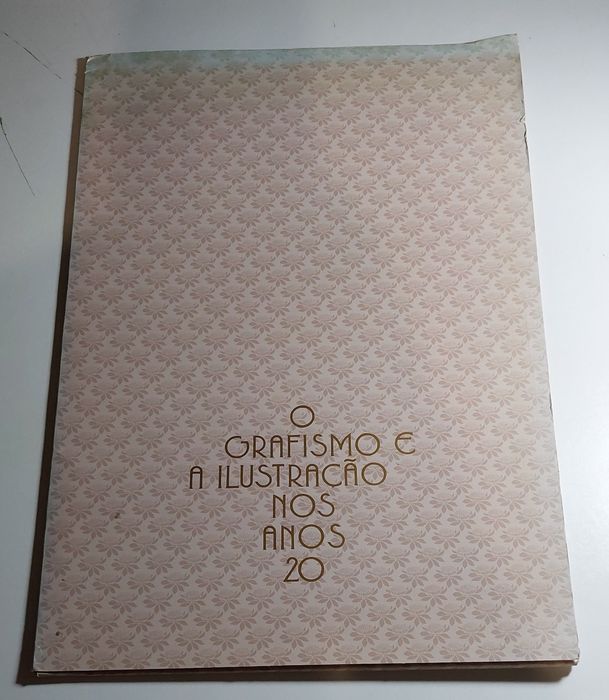 O
GRAFISMO E
A ILUSTRAÇÃO
NOS
ANOS
20